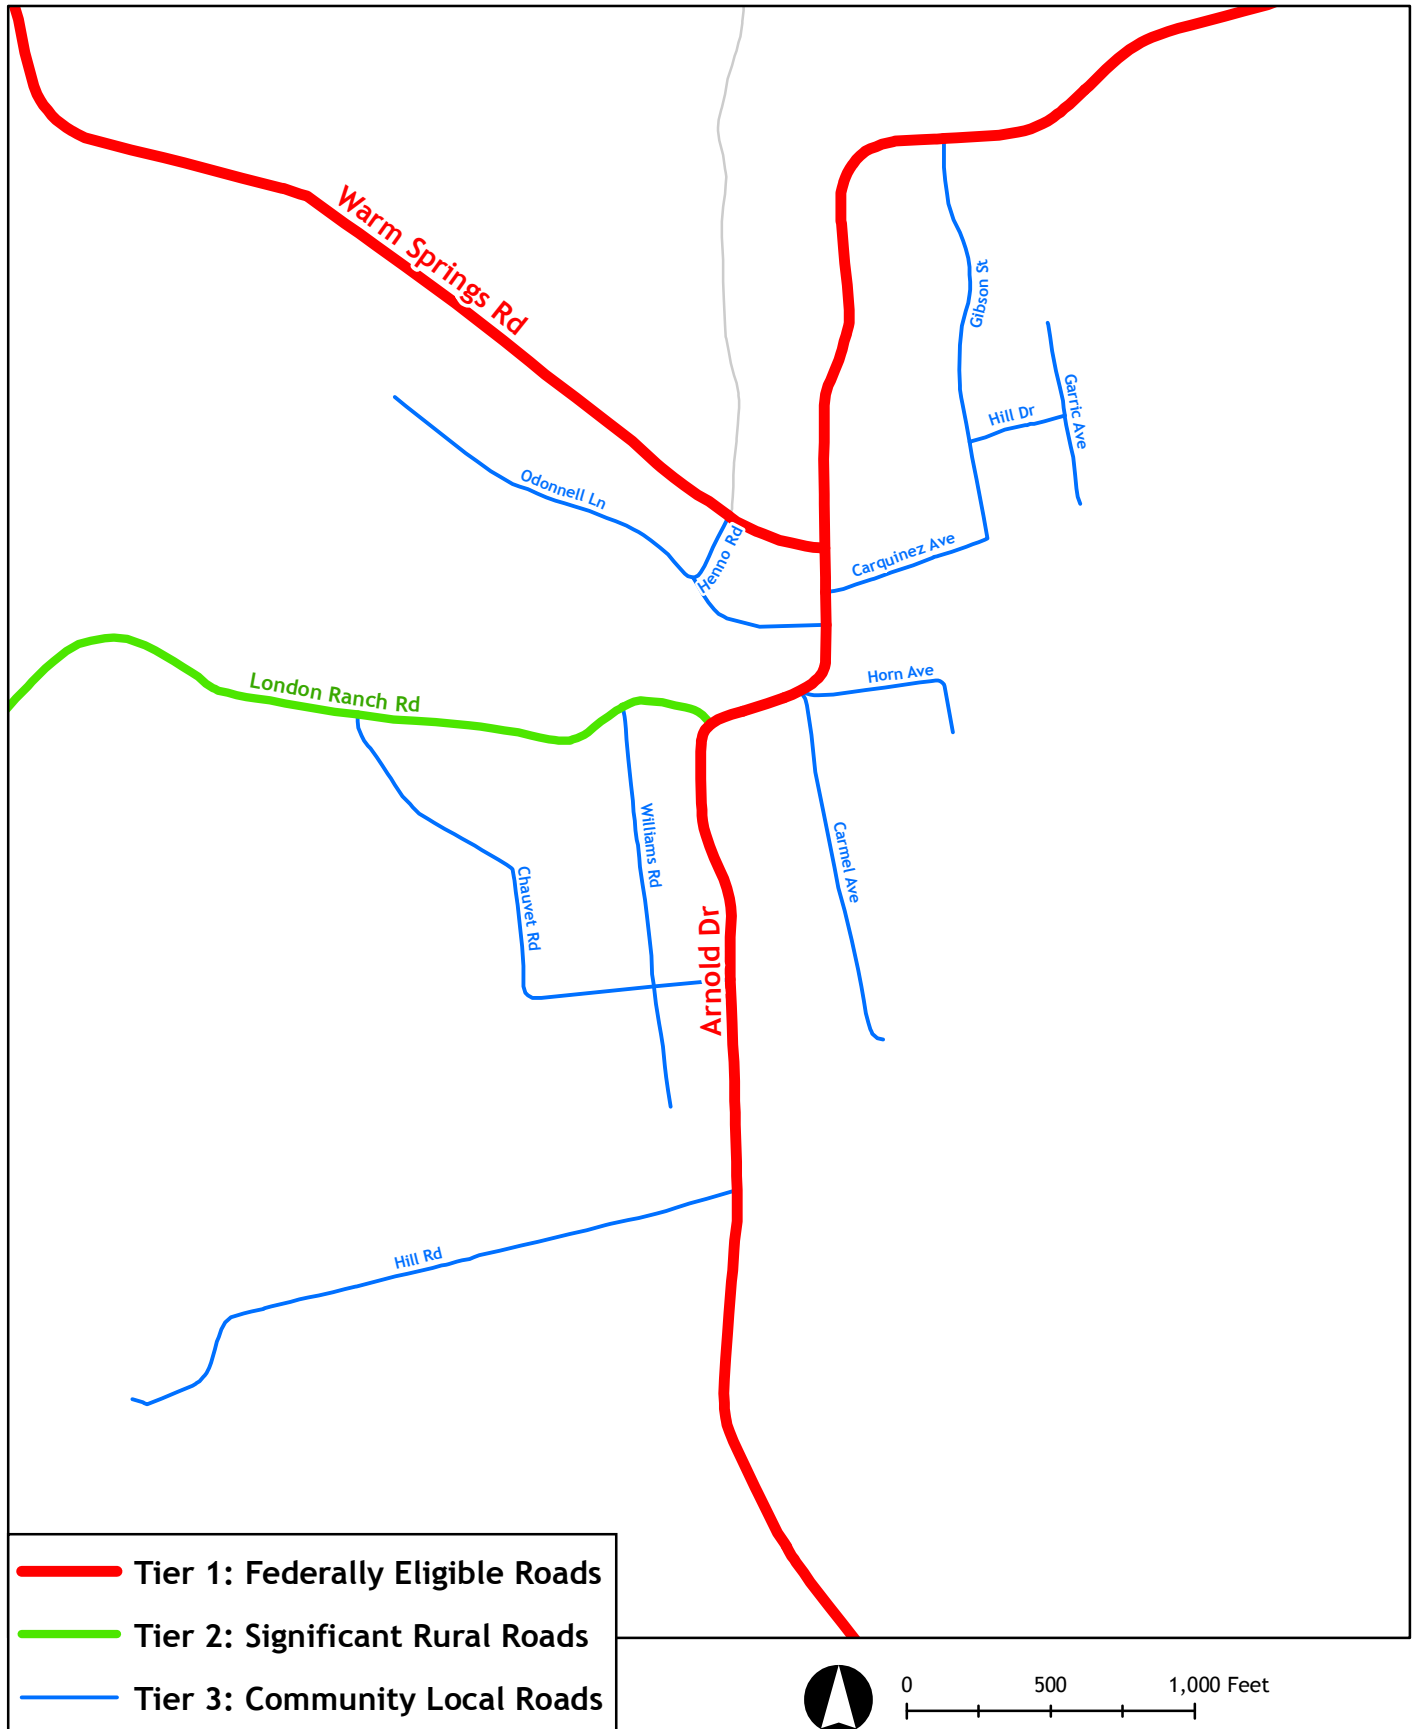 Warm Springs Rd
Gibson St
Garric Ave
Hill Dr
Odonnell Ln
Henno Rd
Carquinez Ave
Horn Ave
London Ranch Rd
Williams Rd
Carmel Ave
Chauvet Rd
Arnold Dr
Hill Rd
Tier 1: Federally Eligible Roads
Tier 2: Significant Rural Roads
Tier 3: Community Local Roads
0 500 1,000 Feet